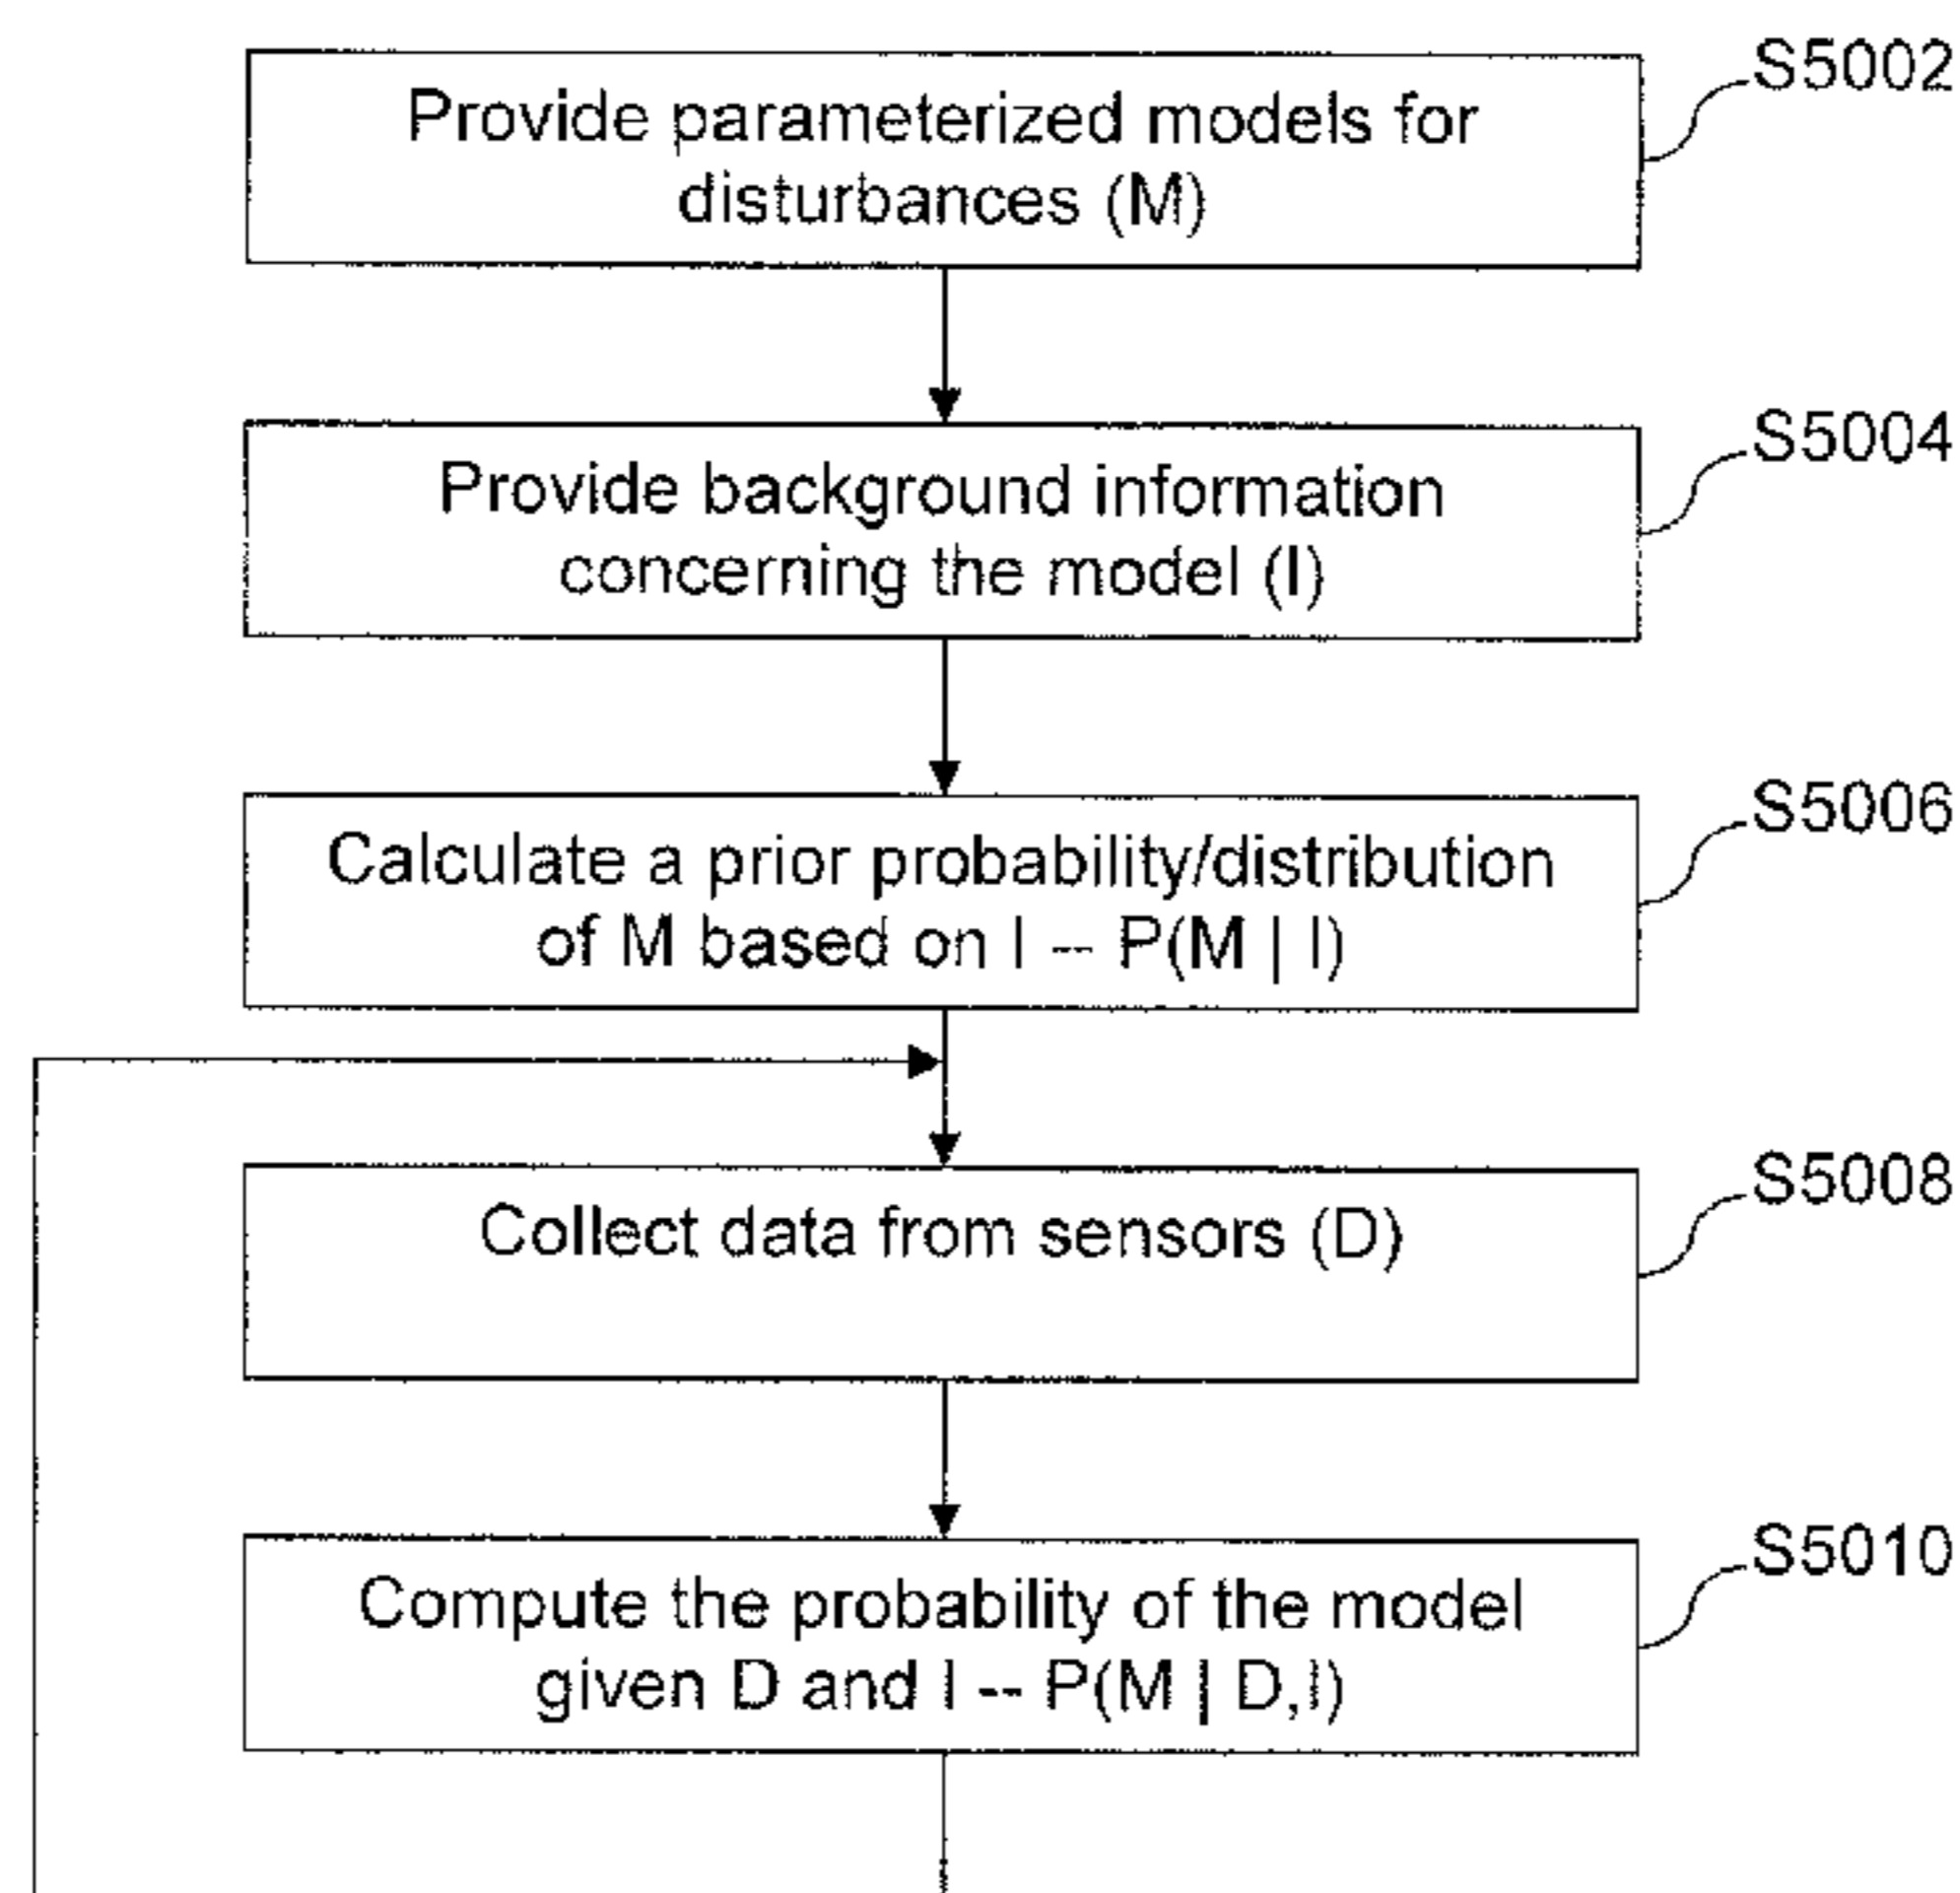 S5002
Provide parameterized models for
disturbances (M)
S5004
Provide background information
concerning the model (I)
S5006
Calculate a prior probability/distribution
of M based on I -- P(M | I)
S5008
Collect data from sensors (D)
S5010
Compute the probability of the model
given D and I -- P(M | D,I)